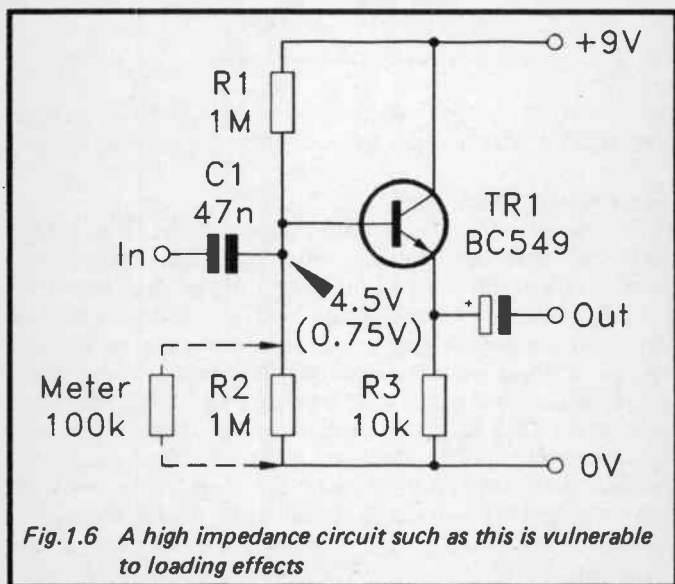 +9V
R1
1M
C1
47n
TR1
BC549
In
4.5V
(0.75V)
+
Out
Meter
100k
R2
1M
R3
10k
0V
Fig.1.6 A high impedance circuit such as this is vulnerable
to loading effects